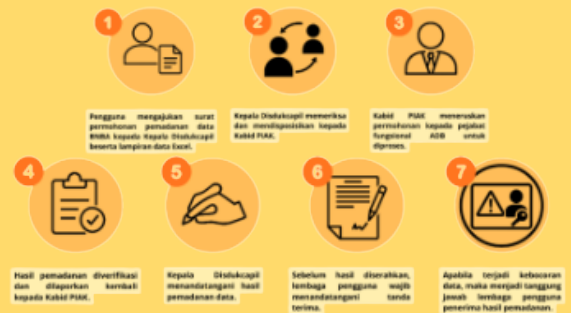 1
Pengguna mengajukan surat
permohonan pemadanan data
BNBA kepada Kepala Disdukcapil
beserta lampiran data Excel.
2
Kepala Disdukcapil memeriksa
dan mendisposisikan kepada
Kabid PIAK.
3
Kabid PIAK meneruskan
permohonan kepada pejabat
fungsional ADB untuk
diproses.
4
Hasil pemadanan diverifikasi
dan dilaporkan kembali
kepada Kabid PIAK.
5
Kepala Disdukcapil
menandatangani hasil
pemadanan data.
6
Sebelum hasil diserahkan,
lembaga pengguna wajib
menandatangani tanda
terima.
7
Apabila terjadi kebocoran
data, maka menjadi tanggung
jawab lembaga pengguna
penerima hasil pemadanan.